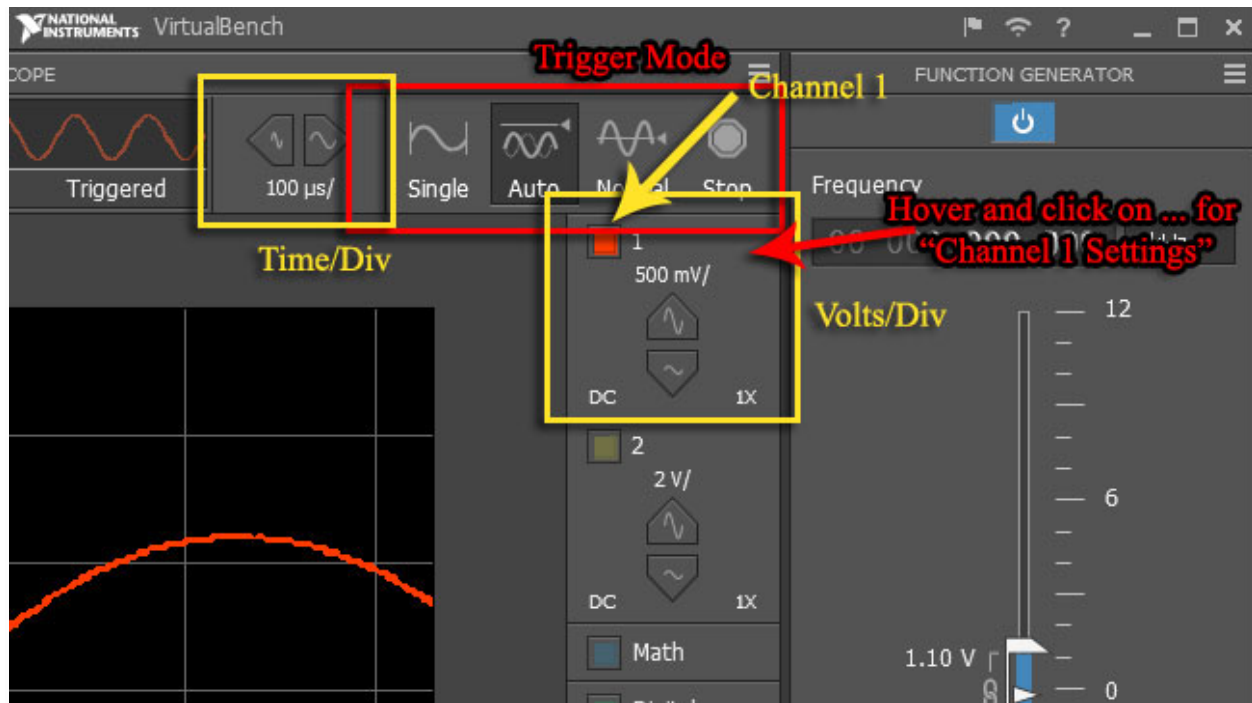 NATIONAL INSTRUMENTS VirtualBench ?
Trigger Mode
COPE
FUNCTION GENERATOR
Channel 1
Triggered
100 µs/
Single
Auto
Stop
Frequency
Hover and click on ... for
“Channel 1 Settings”
Time/Div
1
500 mV/
Volts/Div
12
DC 1X
2
2 V/
6
DC 1X
Math
1.10 V
0